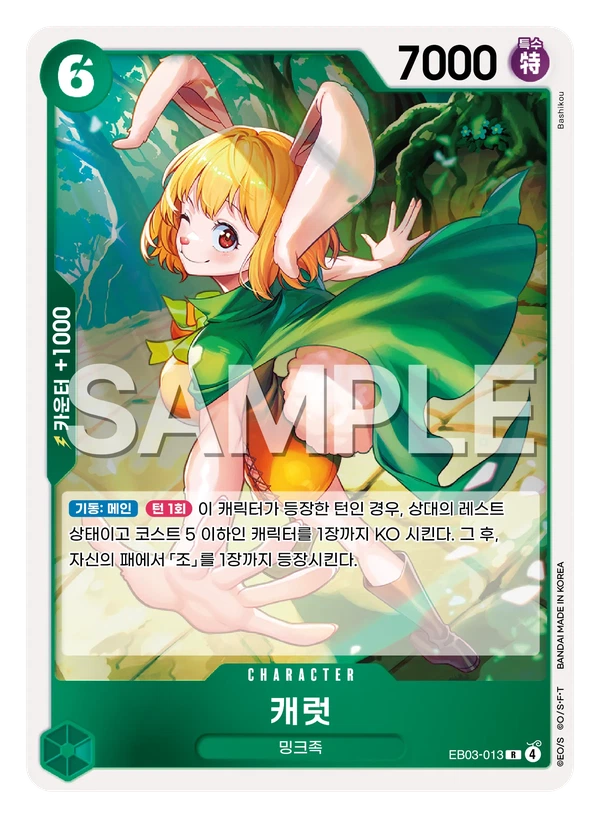 6
7000
특수
特
Bashikou
카운터 +1000
SAMPLE
기동: 메인 턴 1회 이 캐릭터가 등장한 턴인 경우, 상대의 레스트
상태이고 코스트 5 이하인 캐릭터를 1장까지 KO 시킨다. 그 후,
자신의 패에서 「조」를 1장까지 등장시킨다.
CHARACTER
캐럿
밍크족
EB03-013 R 4
©EO/S ©O/S·F·T BANDAI MADE IN KOREA